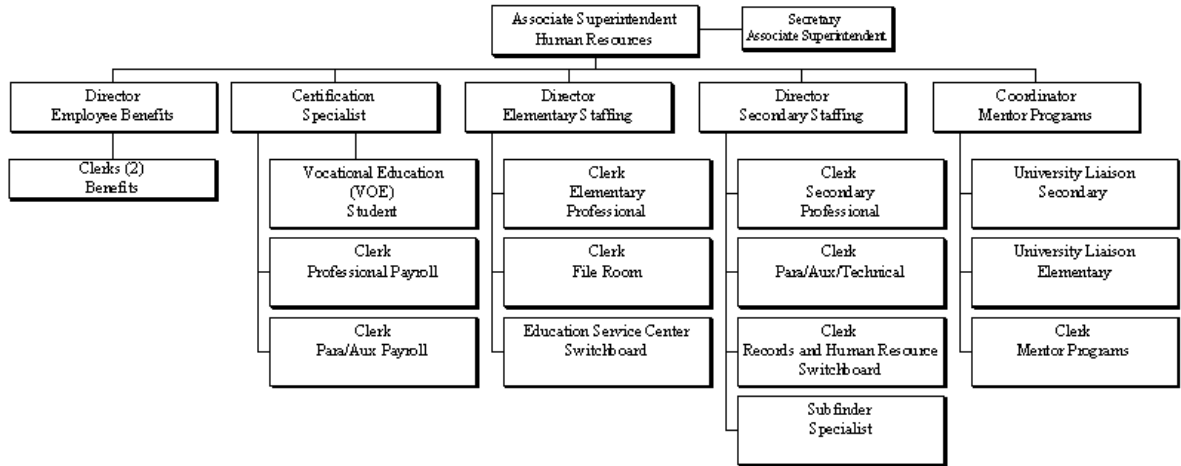 Associate Superintendent
Human Resources
Secretary
Associate Superintendent
Director
Employee Benefits
Certification
Specialist
Director
Elementary Staffing
Director
Secondary Staffing
Coordinator
Mentor Programs
Clerks (2)
Benefits
Vocational Education
(VOE)
Student
Clerk
Elementary
Professional
Clerk
Secondary
Professional
University Liaison
Secondary
Clerk
Professional Payroll
Clerk
File Room
Clerk
Para/Aux/Technical
University Liaison
Elementary
Clerk
Para/Aux Payroll
Education Service Center
Switchboard
Clerk
Records and Human Resource
Switchboard
Clerk
Mentor Programs
Subfinder
Specialist